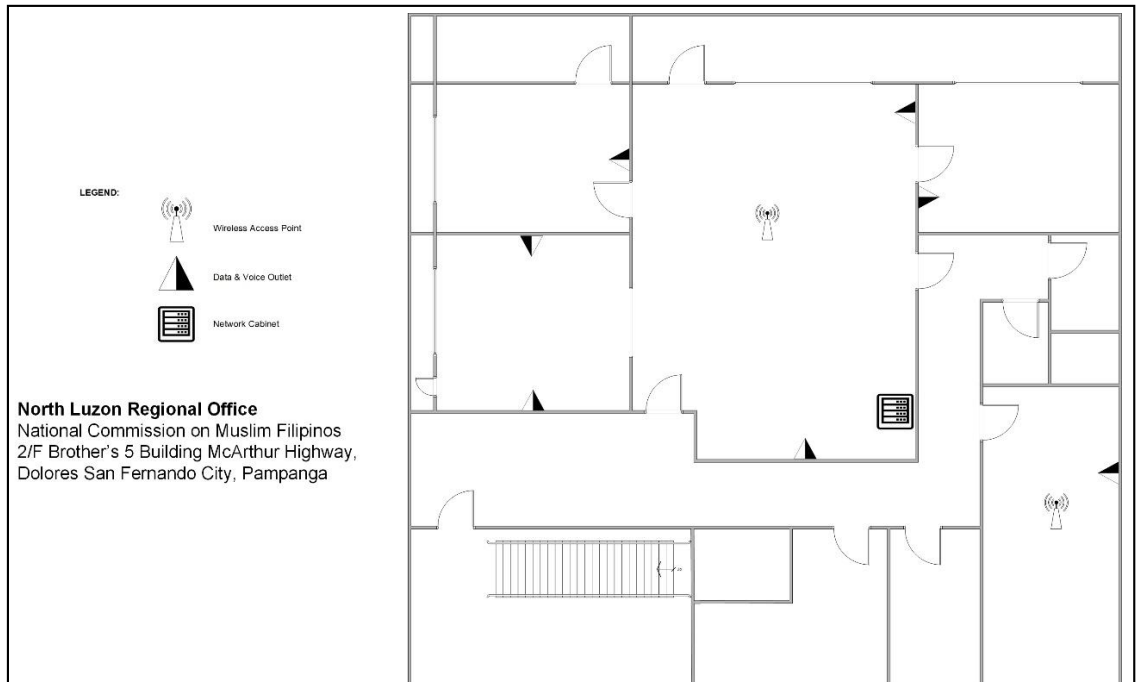 LEGEND:
Wireless Access Point
Data & Voice Outlet
Network Cabinet
North Luzon Regional Office
National Commission on Muslim Filipinos
2/F Brother's 5 Building McArthur Highway,
Dolores San Fernando City, Pampanga